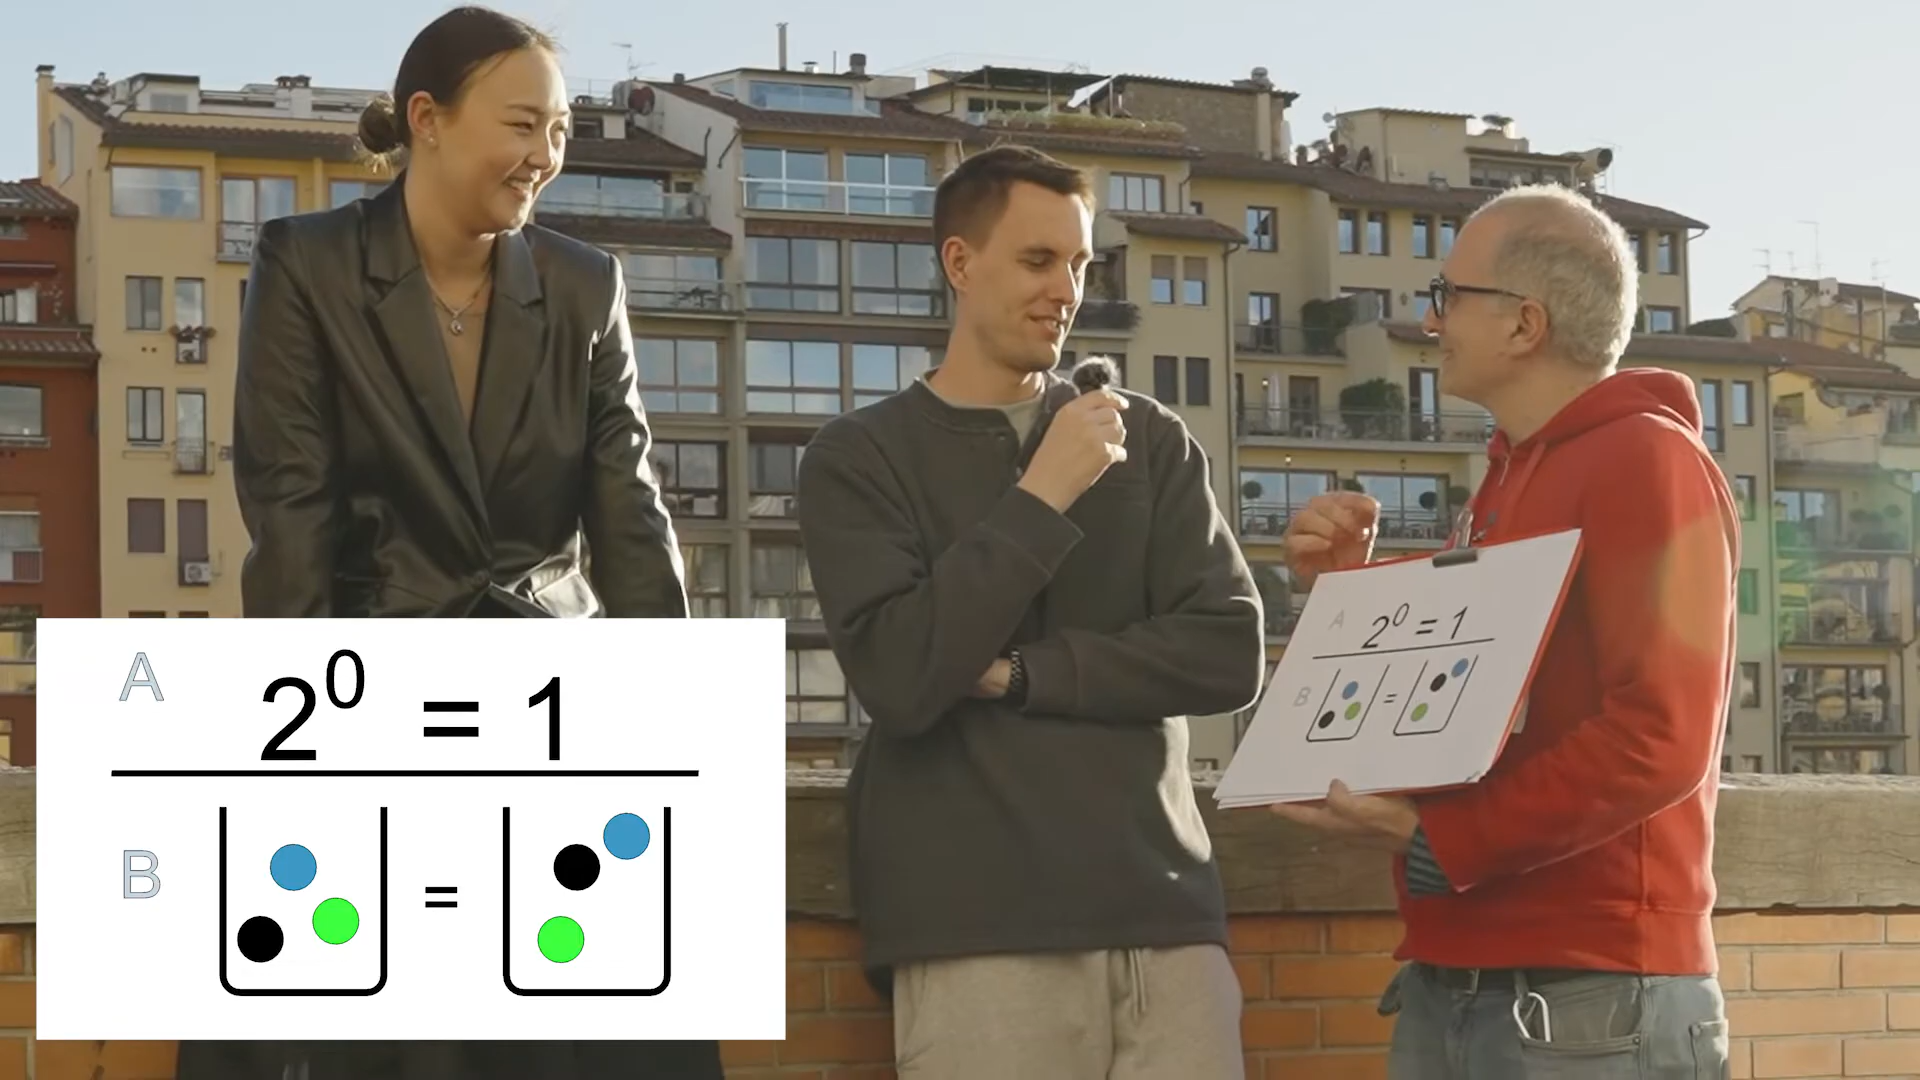 A 2⁰ = 1
B =
A 2⁰ = 1
B =